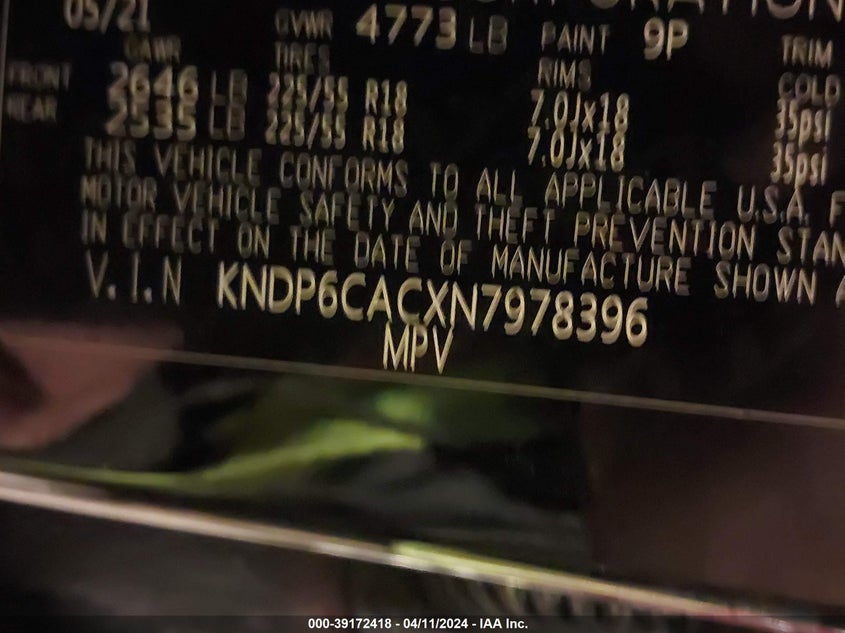 05/21 GVWR 4773 LB PAINT 9P TRIM
GAWR TIRES RIMS COLD
FRONT 2646 LB 225/55 R18 7.0Jx18 35psi
REAR 2535 LB 225/55 R18 7.0Jx18 35psi
THIS VEHICLE CONFORMS TO ALL APPLICABLE U.S.A. F
MOTOR VEHICLE SAFETY AND THEFT PREVENTION STAN
IN EFFECT ON THE DATE OF MANUFACTURE SHOWN A
V.I.N KNDP6CACXN7978396
MPV
000-39172418 - 04/11/2024 - IAA Inc.